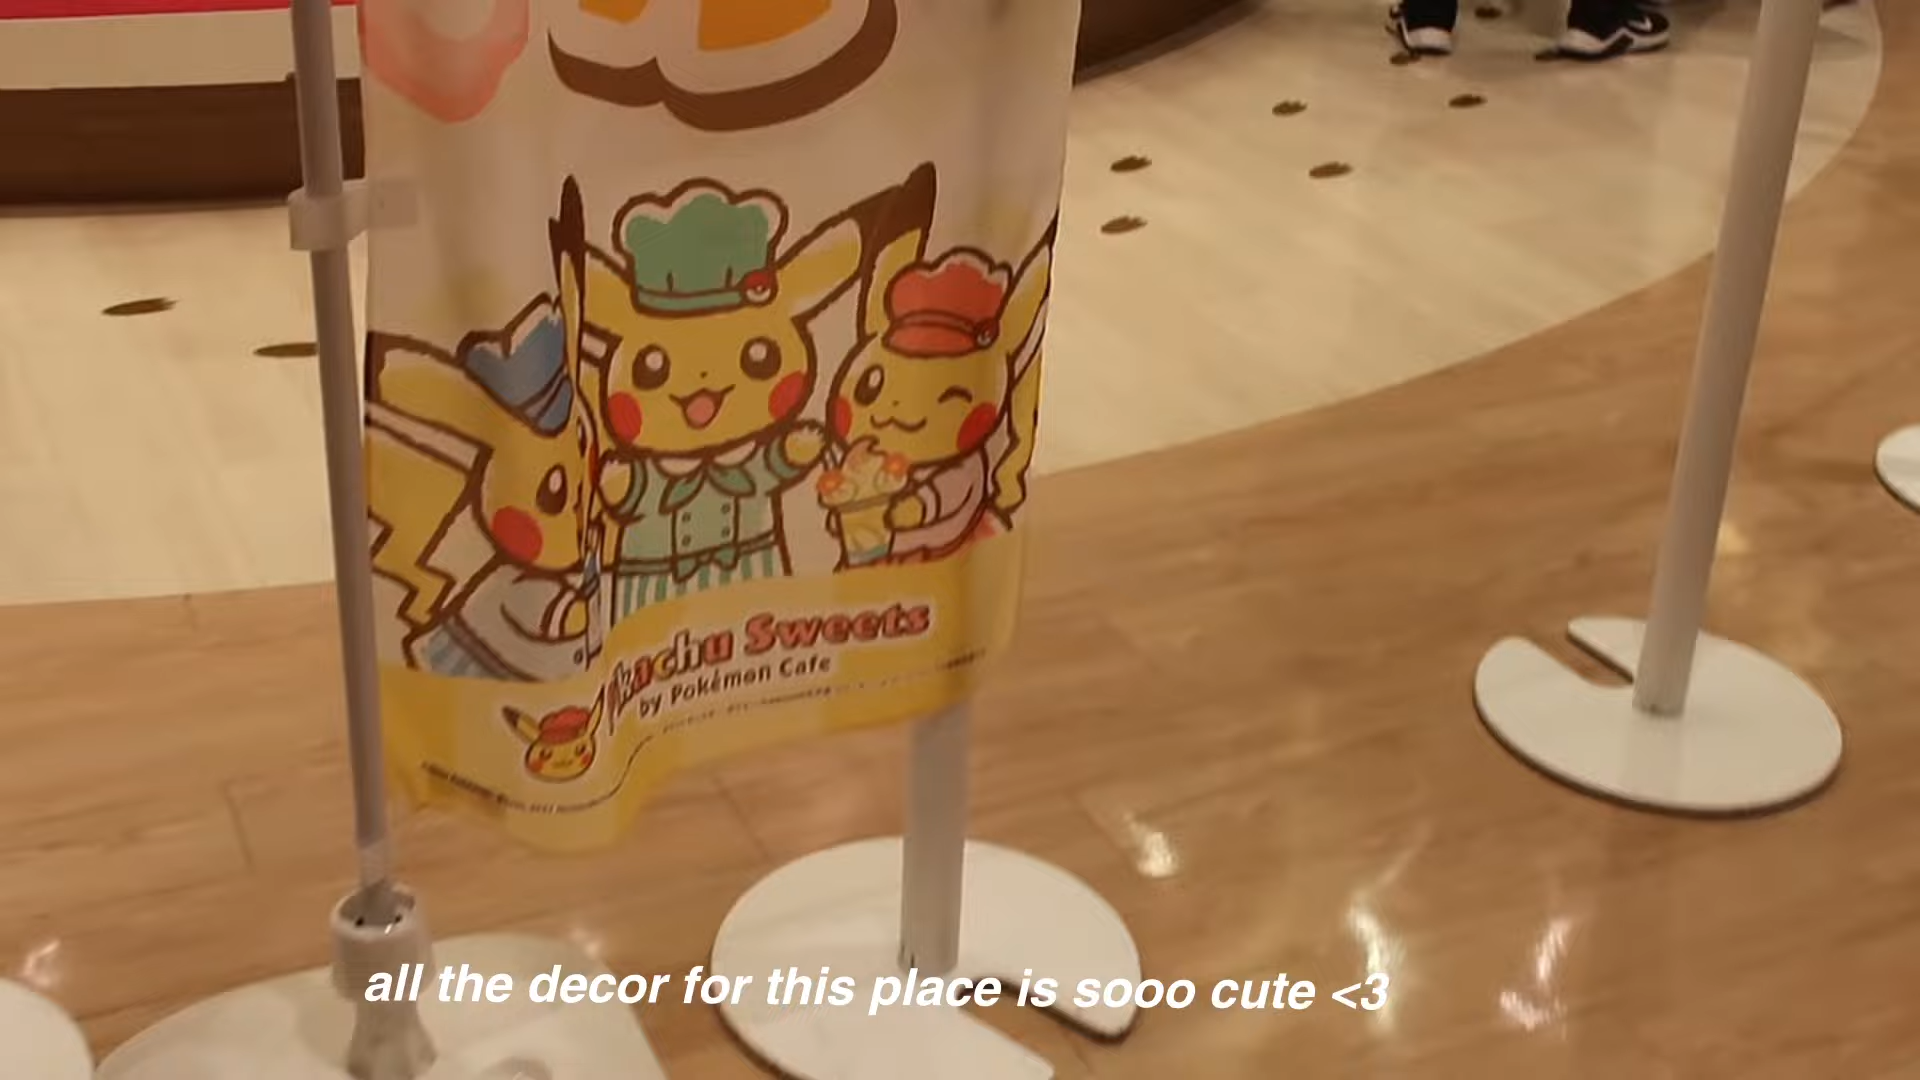 Pikachu Sweets
by Pokémon Cafe
all the decor for this place is sooo cute <3